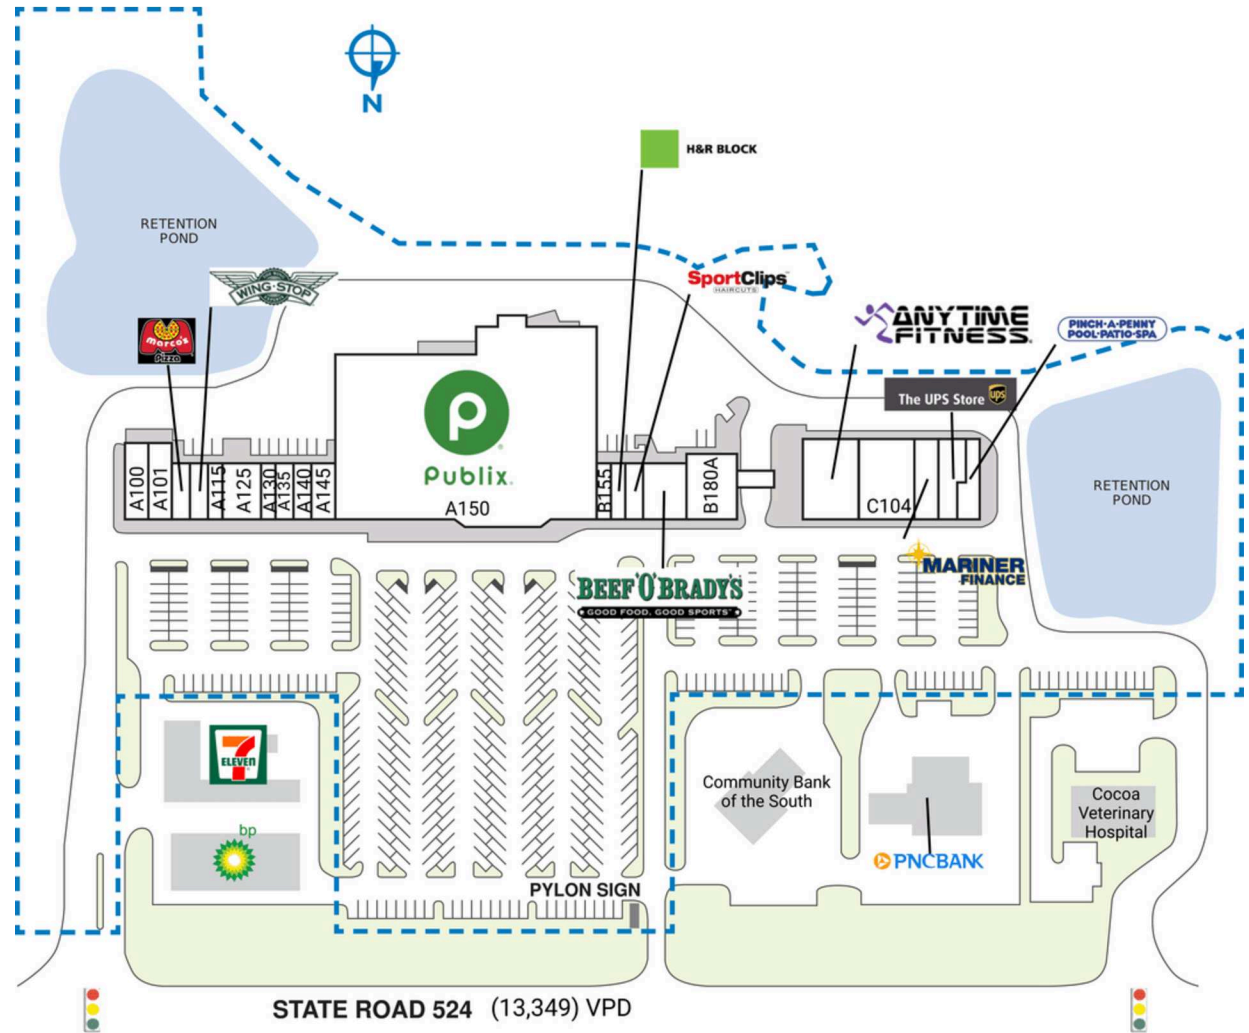 N
H&R BLOCK
RETENTION
POND
WING·STOP
SportClips
HAIRCUTS
ANYTIME
FITNESS.
PINCH-A-PENNY
POOL·PATIO·SPA
marco's
Pizza
The UPS Store
ups
P
Publix.
A100
A101
A115
A125
A130
A135
A140
A145
A150
B155
B180A
C104
RETENTION
POND
BEEF 'O' BRADY'S
GOOD FOOD. GOOD SPORTS
MARINER
FINANCE
7
ELEVEN
bp
Community Bank
of the South
PNCBANK
Cocoa
Veterinary
Hospital
PYLON SIGN
STATE ROAD 524 (13,349) VPD